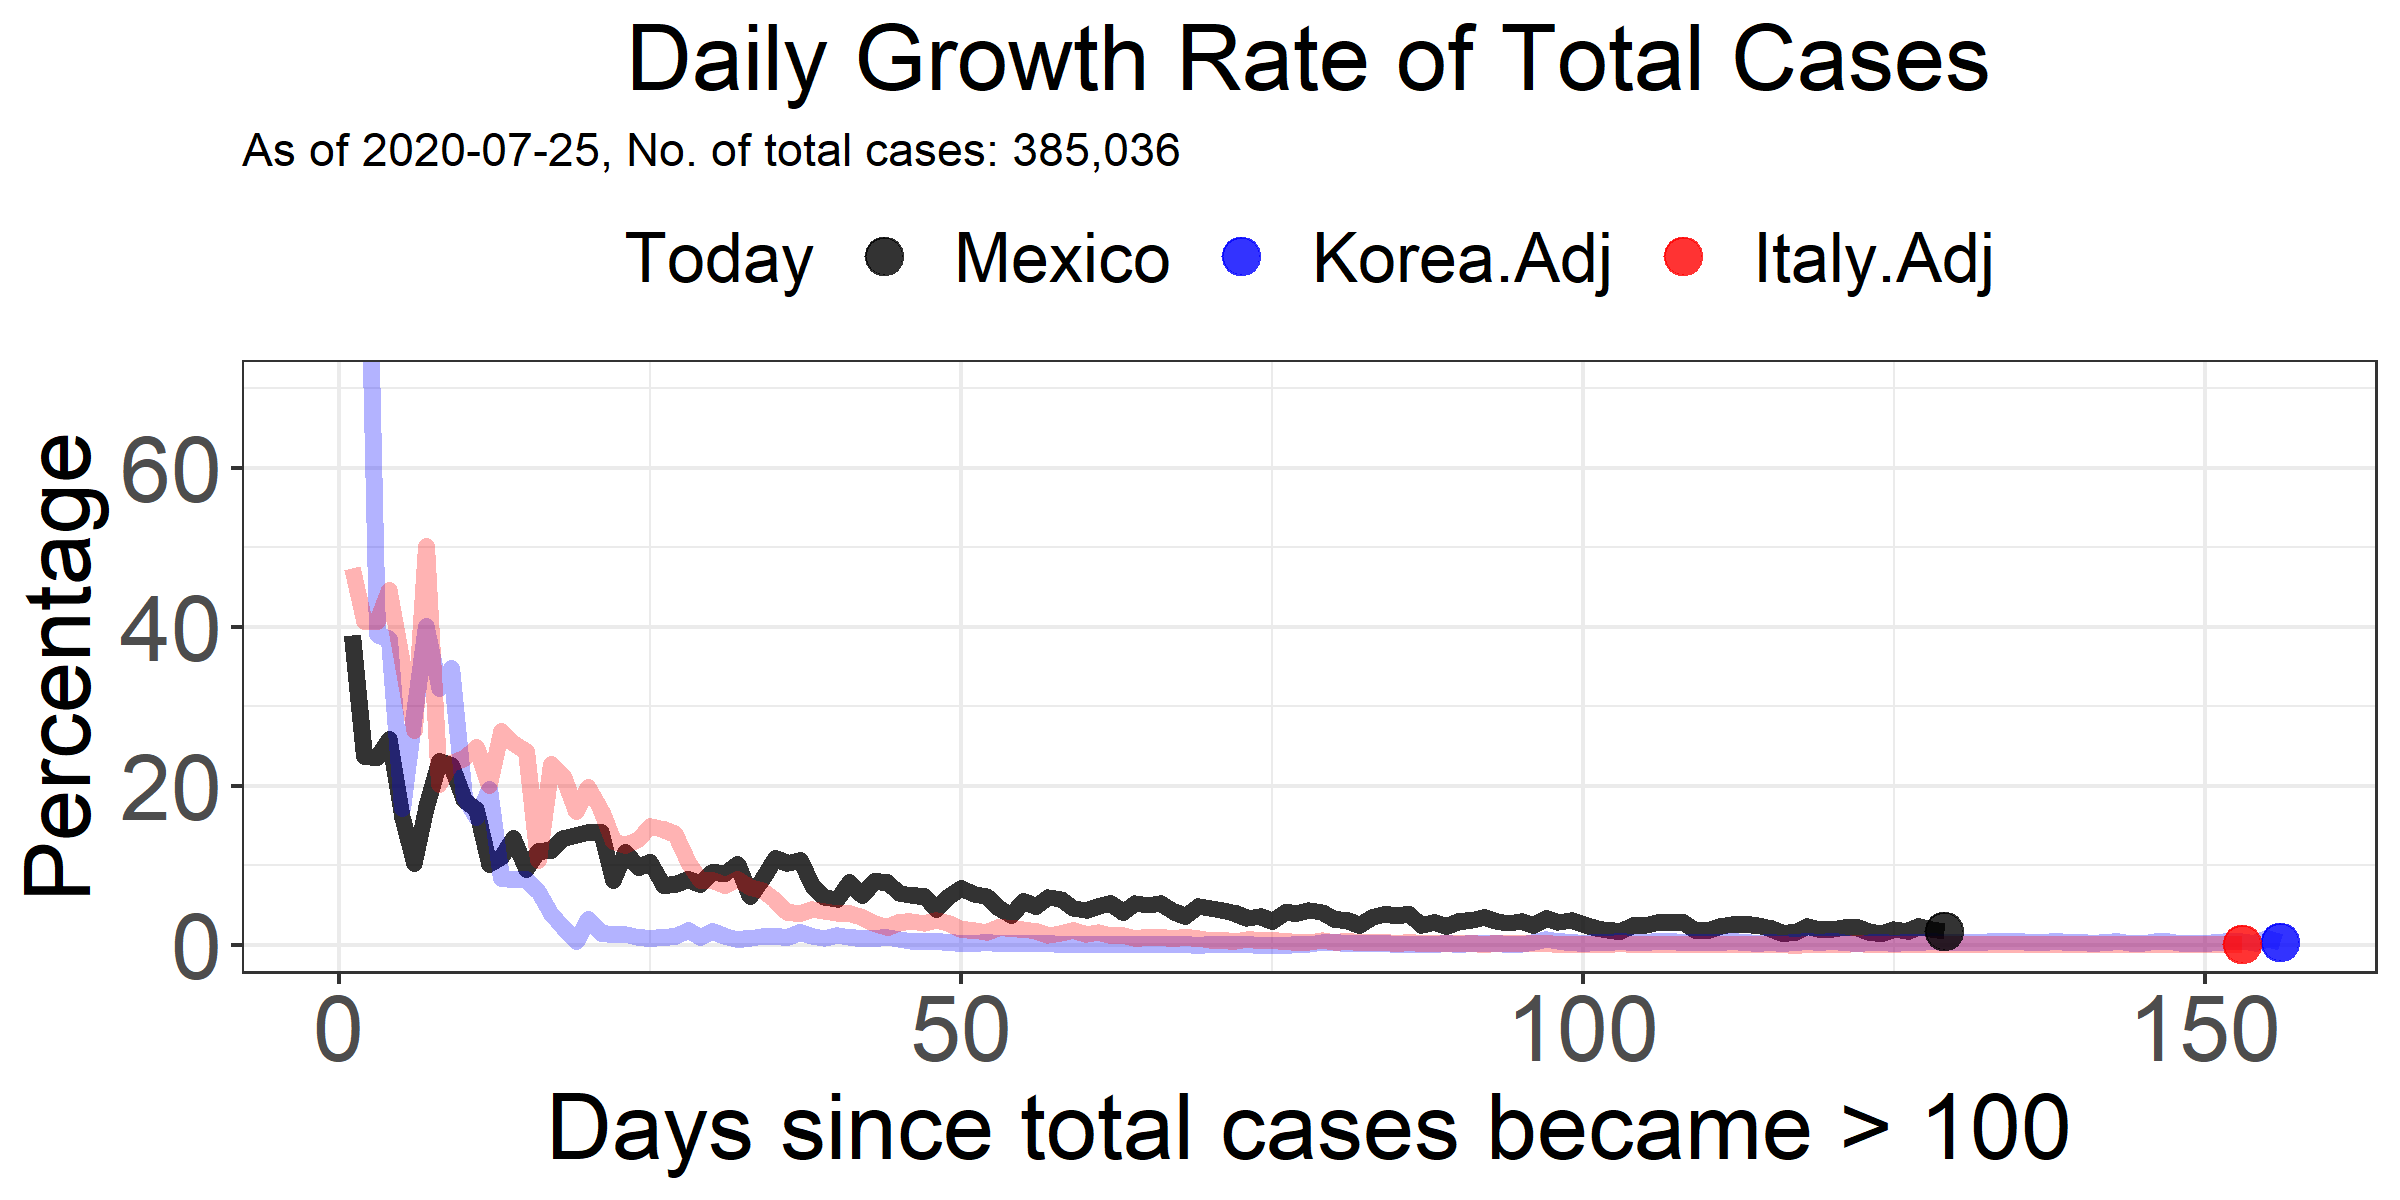 Daily Growth Rate of Total Cases
As of 2020-07-25, No. of total cases: 385,036
Today Mexico Korea.Adj Italy.Adj
Percentage
60
40
20
0
0 50 100 150
Days since total cases became > 100